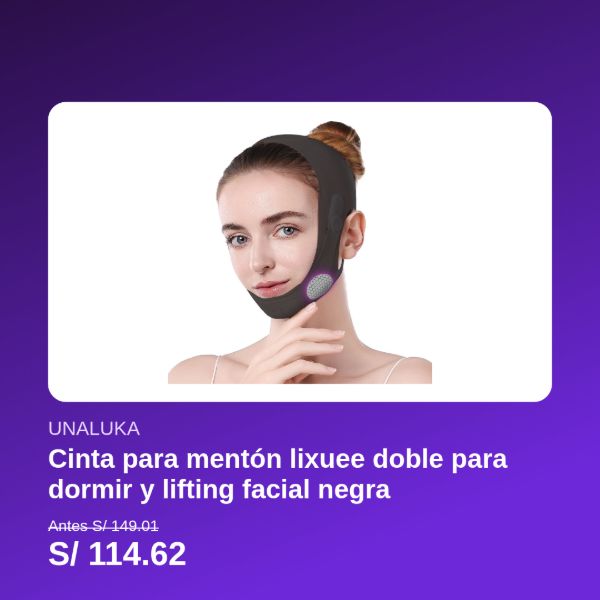 UNALUKA
Cinta para mentón lixuee doble para
dormir y lifting facial negra
Antes S/ 149.01
S/ 114.62